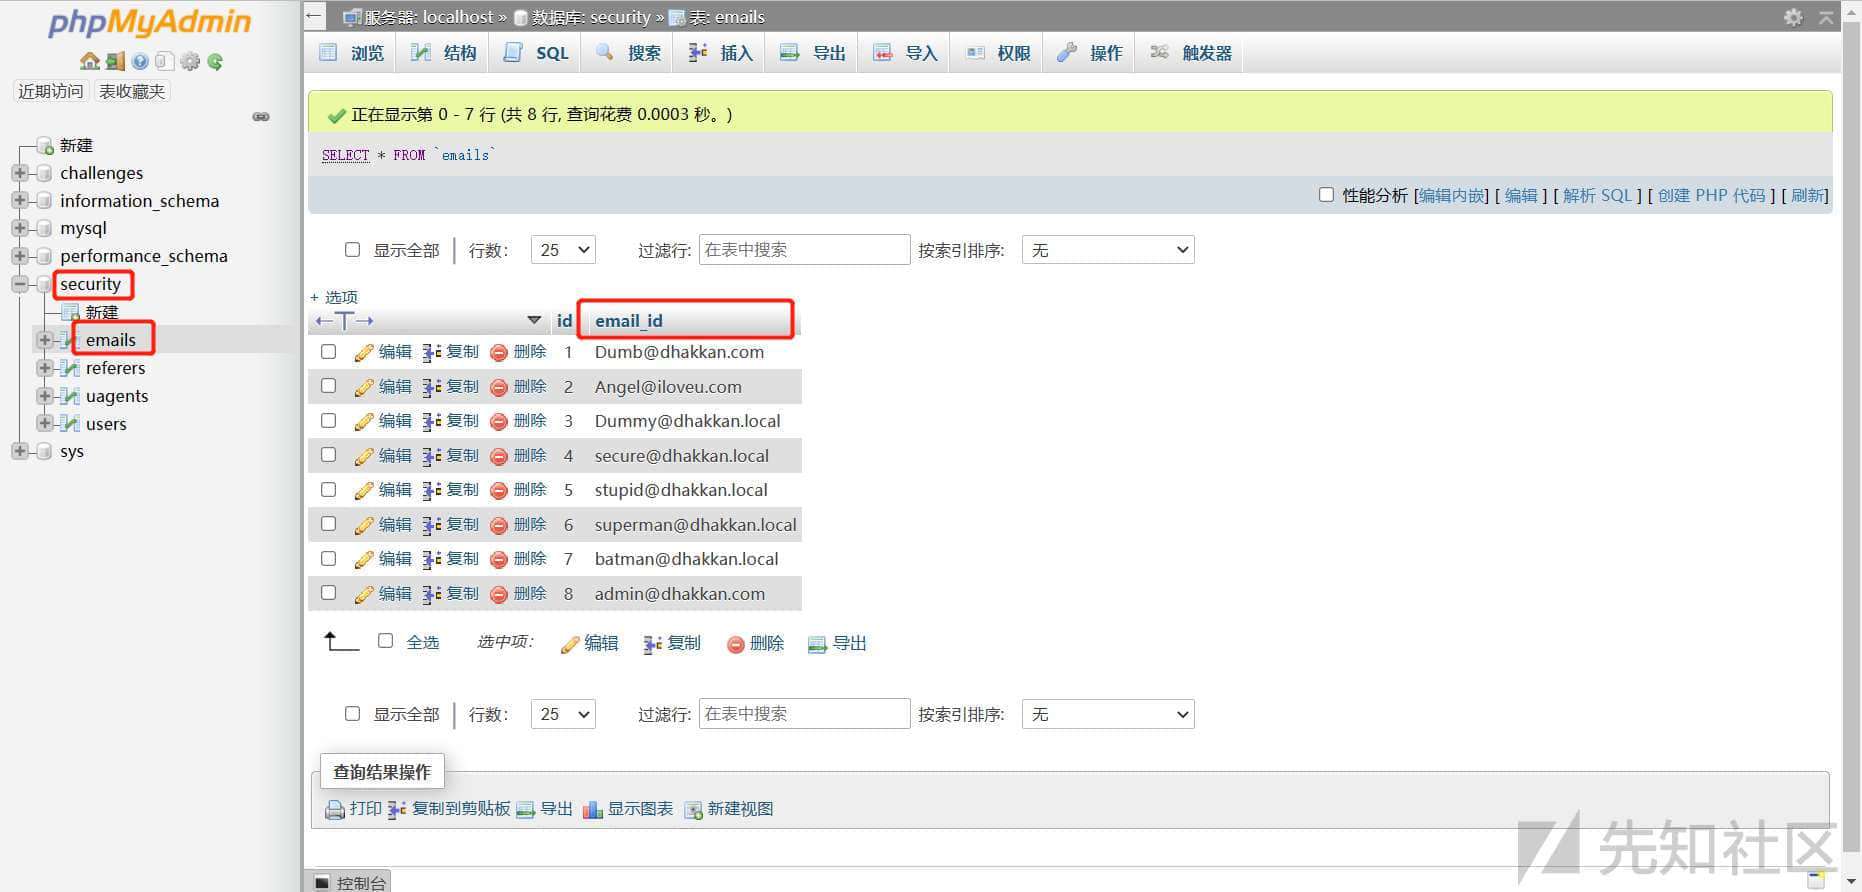 phpMyAdmin
近期访问 表收藏夹
新建
challenges
information_schema
mysql
performance_schema
security
新建
emails
referers
uagents
users
sys
服务器: localhost » 数据库: security » 表: emails
浏览 结构 SQL 搜索 插入 导出 导入 权限 操作 触发器
正在显示第 0 - 7 行 (共 8 行, 查询花费 0.0003 秒。)
SELECT * FROM `emails`
性能分析 [编辑内嵌] [ 编辑 ] [ 解析 SQL ] [ 创建 PHP 代码 ] [ 刷新]
显示全部 | 行数: 25 过滤行: 在表中搜索 按索引排序: 无
+ 选项
←T→ id email_id
编辑 复制 删除 1 Dumb@dhakkan.com
编辑 复制 删除 2 Angel@iloveu.com
编辑 复制 删除 3 Dummy@dhakkan.local
编辑 复制 删除 4 secure@dhakkan.local
编辑 复制 删除 5 stupid@dhakkan.local
编辑 复制 删除 6 superman@dhakkan.local
编辑 复制 删除 7 batman@dhakkan.local
编辑 复制 删除 8 admin@dhakkan.com
全选 选中项: 编辑 复制 删除 导出
显示全部 | 行数: 25 过滤行: 在表中搜索 按索引排序: 无
查询结果操作
打印 复制到剪贴板 导出 显示图表 新建视图
控制台
先知社区